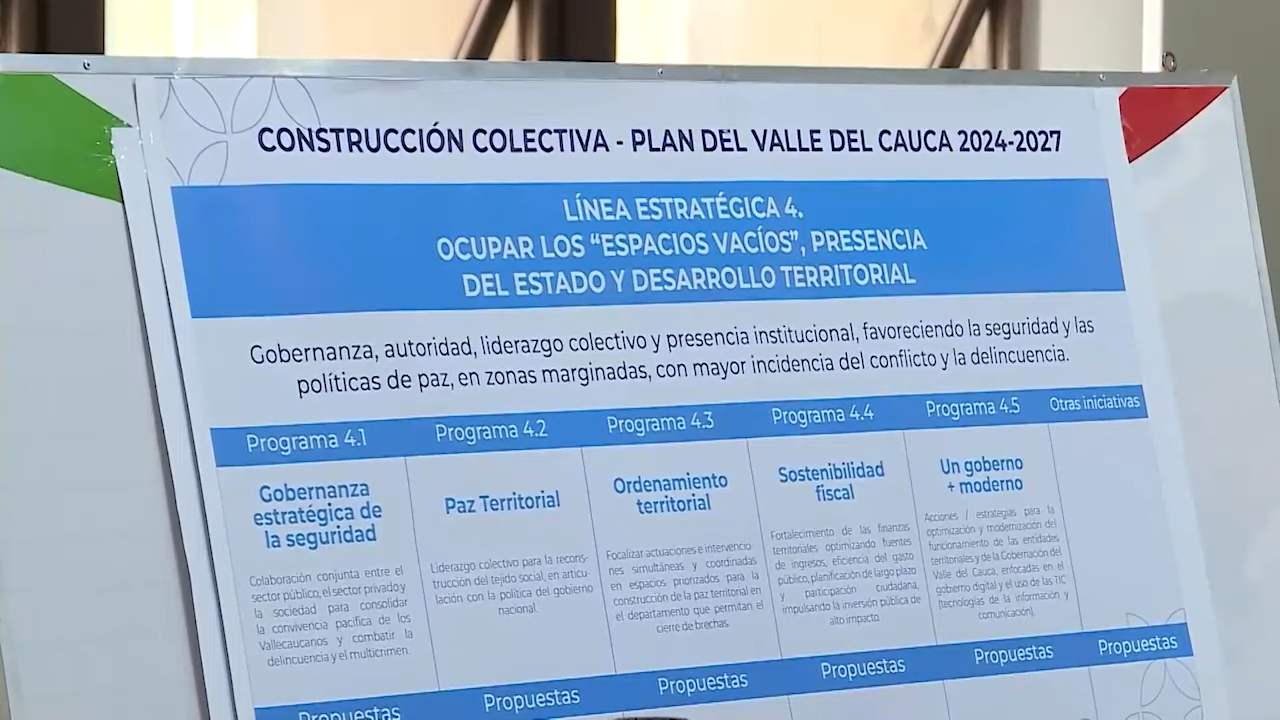 CONSTRUCCIÓN COLECTIVA - PLAN DEL VALLE DEL CAUCA 2024-2027
LÍNEA ESTRATÉGICA 4.
OCUPAR LOS “ESPACIOS VACÍOS”, PRESENCIA
DEL ESTADO Y DESARROLLO TERRITORIAL
Gobernanza, autoridad, liderazgo colectivo y presencia institucional, favoreciendo la seguridad y las
políticas de paz, en zonas marginadas, con mayor incidencia del conflicto y la delincuencia.
Programa 4.1
Gobernanza
estratégica de
la seguridad
Colaboración conjunta entre el
sector público, el sector privado y
la sociedad para consolidar
la convivencia pacífica de los
Vallecaucanos y combatir la
delincuencia y el multicrimen.
Propuestas
Programa 4.2
Paz Territorial
Liderazgo colectivo para la recons-
trucción del tejido social, en articu-
lación con la política del gobierno
nacional.
Propuestas
Programa 4.3
Ordenamiento
territorial
Focalizar actuaciones e intervencio-
nes simultáneas y coordinadas
en espacios priorizados para la
construcción de la paz territorial en
el departamento que permitan el
cierre de brechas.
Propuestas
Programa 4.4
Sostenibilidad
fiscal
Fortalecimiento de las finanzas
territoriales optimizando fuentes
de ingresos, eficiencia del gasto
público, planificación de largo plazo
y participación ciudadana,
impulsando la inversión pública de
alto impacto.
Propuestas
Programa 4.5
Un goberno
+ moderno
Acciones / estrategias para la
optimización y modernización del
funcionamiento de las entidades
territoriales y de la Gobernación del
Valle del Cauca, enfocadas en el
gobierno digital y el uso de las TIC
(tecnologías de la información y
comunicación).
Propuestas
Otras iniciativas
Propuestas